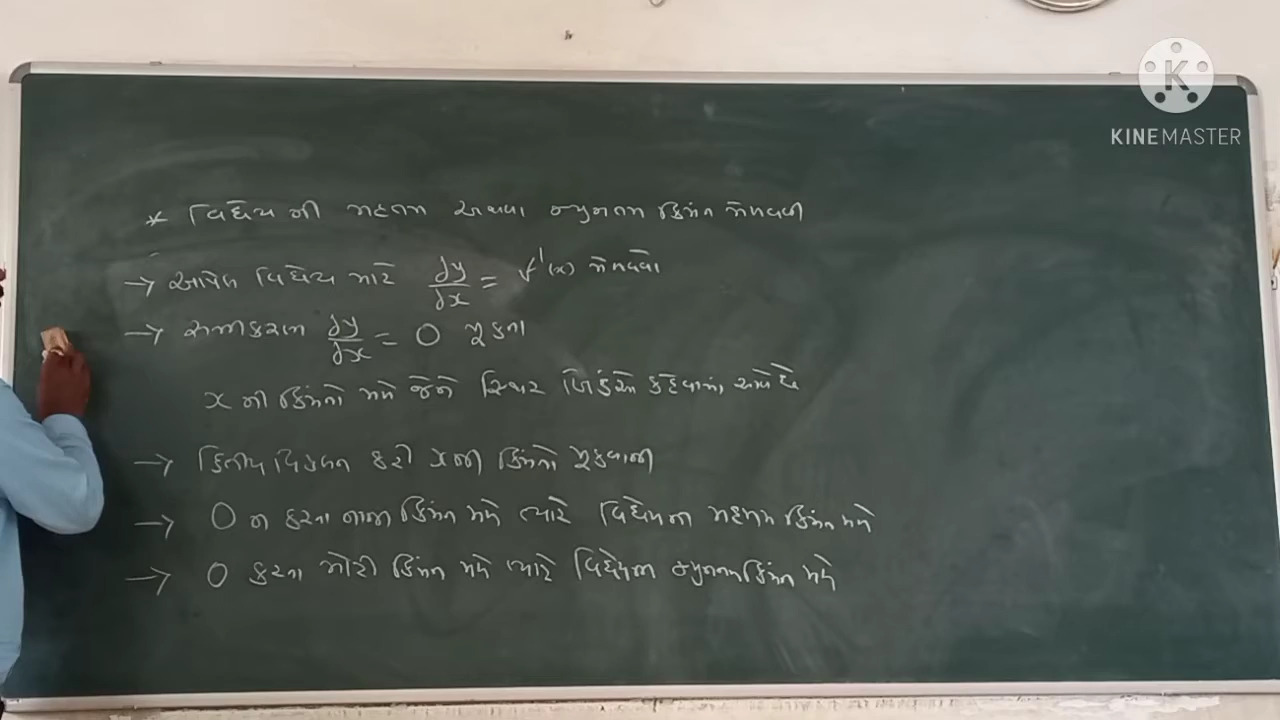 KINEMASTER
* વિધેય ની મહત્તમ અથવા ન્યુનતમ કિંમત મેળવવી
→ આપેલ વિધેય માટે dy/dx = f'(x) મેળવવો
→ સમીકરણ dy/dx = 0 મુકતા
x ની કિંમતો મળે જેને સ્થિર બિંદુઓ કહેવામાં આવે છે
→ દ્વિતીય વિકલન કરી xની કિંમતો મુકવાની
→ 0 ન કરતા નાની કિંમત મળે ત્યારે વિધેયના મહત્તમ કિંમત મળે
→ 0 કરતા મોટી કિંમત મળે ત્યારે વિધેયના ન્યુનતમ કિંમત મળે